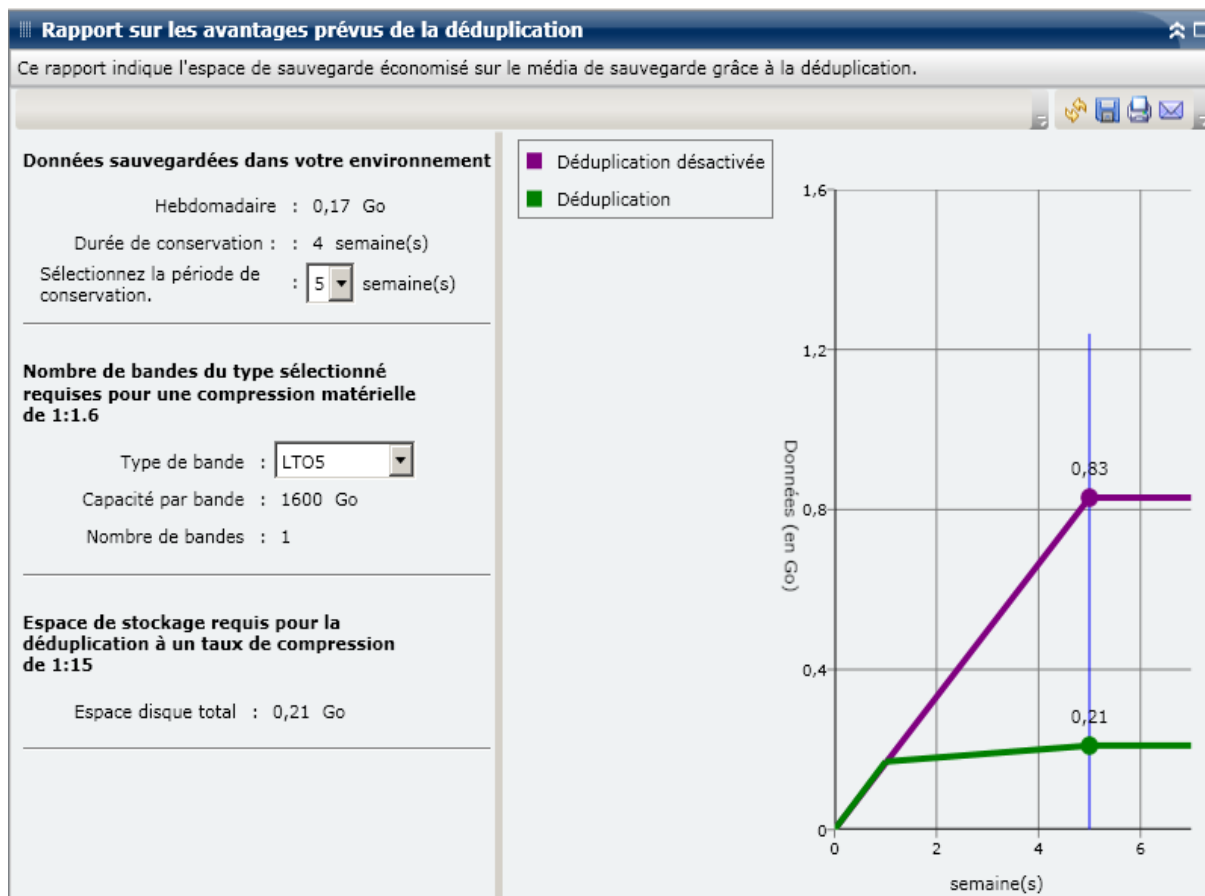 Rapport sur les avantages prévus de la déduplication
Ce rapport indique l'espace de sauvegarde économisé sur le média de sauvegarde grâce à la déduplication.
Données sauvegardées dans votre environnement
Hebdomadaire : 0,17 Go
Durée de conservation : : 4 semaine(s)
Sélectionnez la période de
conservation.
: 5 semaine(s)
Nombre de bandes du type sélectionné
requises pour une compression matérielle
de 1:1.6
Type de bande : LTO5
Capacité par bande : 1600 Go
Nombre de bandes : 1
Espace de stockage requis pour la
déduplication à un taux de compression
de 1:15
Espace disque total : 0,21 Go
Déduplication désactivée
Déduplication
1,6
1,2
0,8
0,4
0
Données (en Go)
0,83
0,21
0
2
4
6
semaine(s)